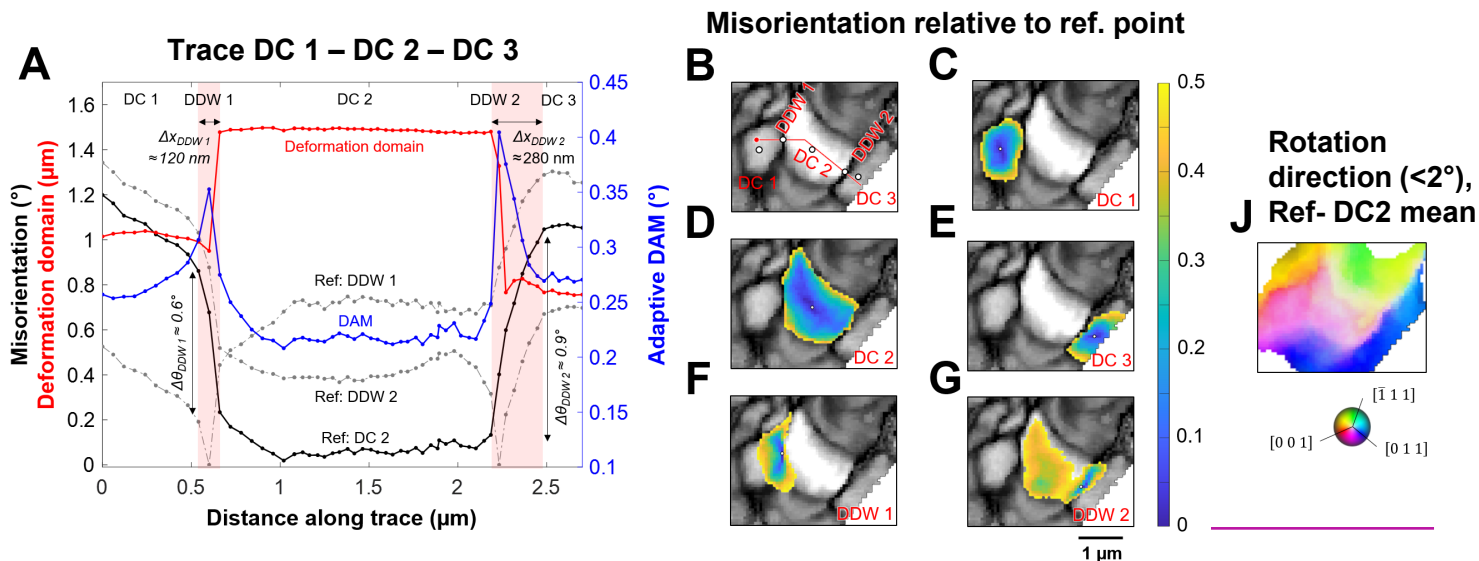 Misorientation relative to ref. point
Trace DC 1 – DC 2 – DC 3
A
Misorientation (°)
Deformation domain (µm)
1.6
1.4
1.2
1
0.8
0.6
0.4
0.2
0
DC 1
DDW 1
DC 2
DDW 2
DC 3
Δx_DDW 1
≈120 nm
Deformation domain
Δx_DDW 2
≈280 nm
Ref: DDW 1
DAM
Ref: DDW 2
Ref: DC 2
Δθ_DDW 1 ≈ 0.6°
Δθ_DDW 2 ≈ 0.9°
0.45
0.4
0.35
0.3
0.25
0.2
0.15
0.1
Adaptive DAM (°)
0 0.5 1 1.5 2 2.5
Distance along trace (µm)
B
DDW 1
DDW 2
DC 1
DC 2
DC 3
C
DC 1
D
DC 2
E
DC 3
F
DDW 1
G
DDW 2
1 µm
0.5
0.4
0.3
0.2
0.1
0
Rotation
direction (<2°),
Ref- DC2 mean
J
[1̅ 1 1]
[0 0 1]
[0 1 1]